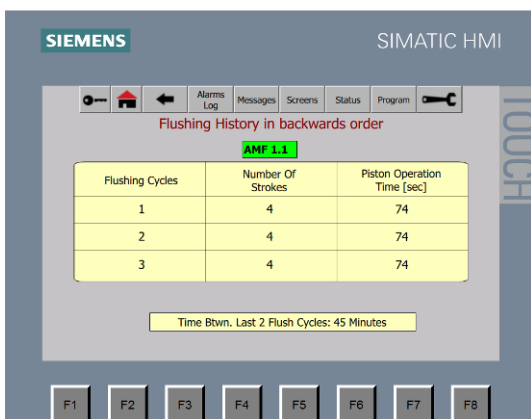 SIEMENS
SIMATIC HMI
TOUCH
Alarms Log
Messages
Screens
Status
Program
Flushing History in backwards order
AMF 1.1
Flushing Cycles
Number Of Strokes
Piston Operation Time [sec]
1 4 74
2 4 74
3 4 74
Time Btwn. Last 2 Flush Cycles: 45 Minutes
F1 F2 F3 F4 F5 F6 F7 F8